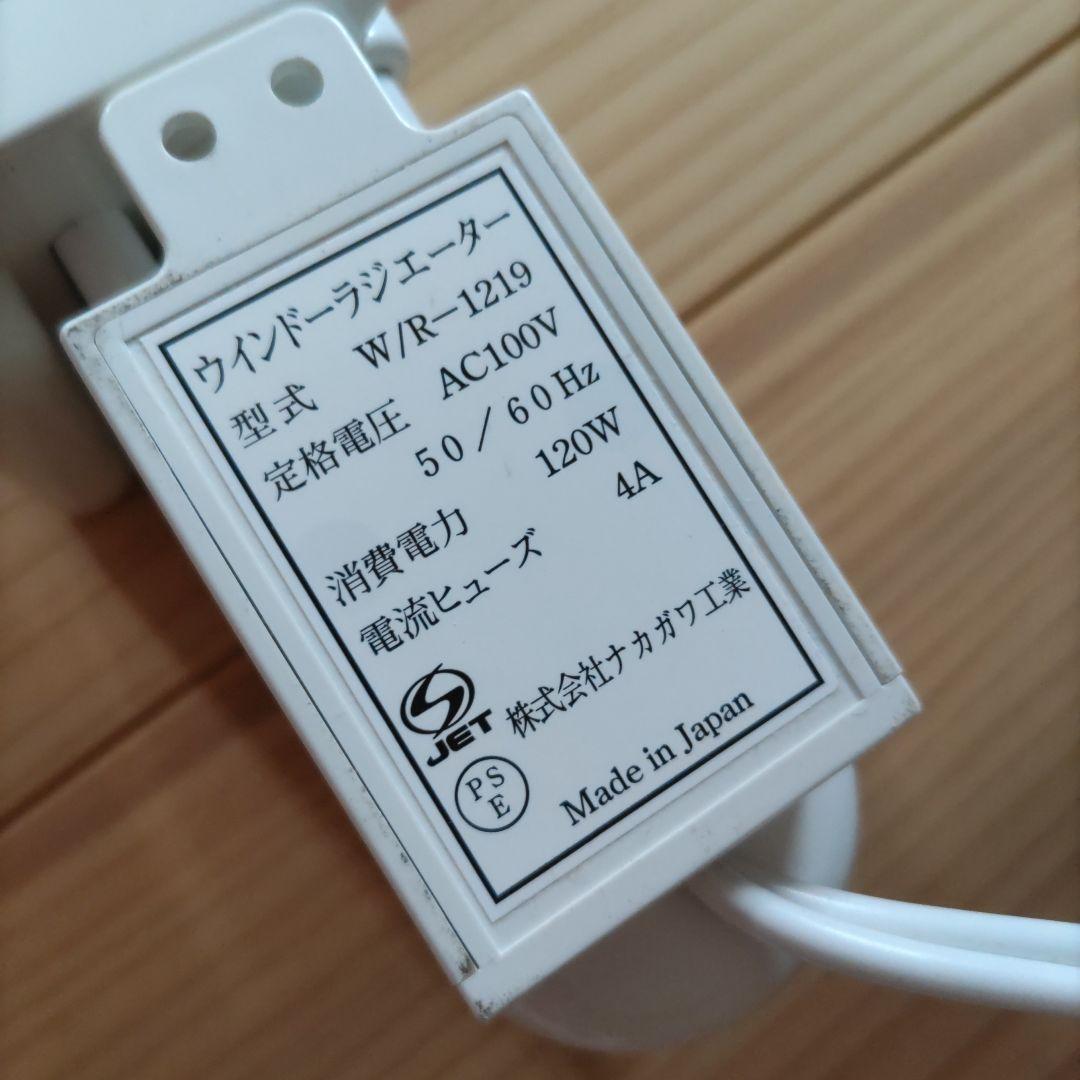 ウインドーラジエーター
型式 W/R-1219
定格電圧 AC100V
50/60Hz
消費電力 120W
電流ヒューズ 4A
JET 株式会社ナカガワ工業
PSE Made in Japan